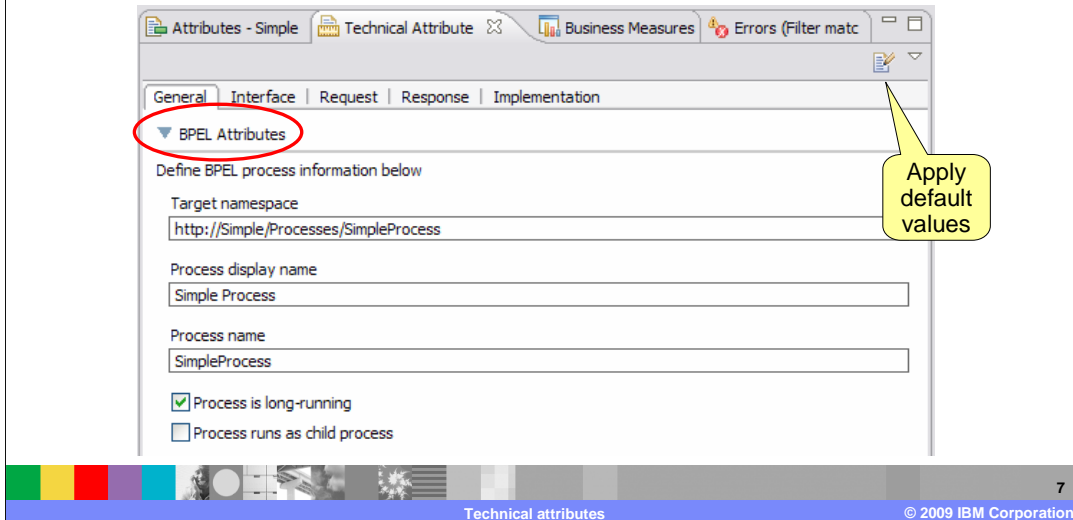 Attributes - Simple Technical Attribute Business Measures Errors (Filter matc
General Interface | Request | Response | Implementation
BPEL Attributes
Define BPEL process information below
Apply
default
values
Target namespace
http://Simple/Processes/SimpleProcess
Process display name
Simple Process
Process name
SimpleProcess
Process is long-running
Process runs as child process
7
Technical attributes © 2009 IBM Corporation